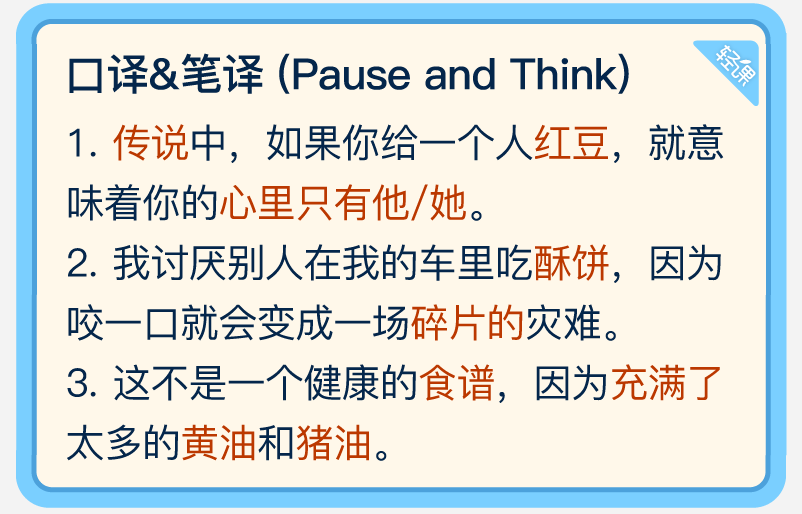 口译&笔译 (Pause and Think)
轻课
1. 传说中，如果你给一个人红豆，就意
味着你的心里只有他/她。
2. 我讨厌别人在我的车里吃酥饼，因为
咬一口就会变成一场碎片的灾难。
3. 这不是一个健康的食谱，因为充满了
太多的黄油和猪油。